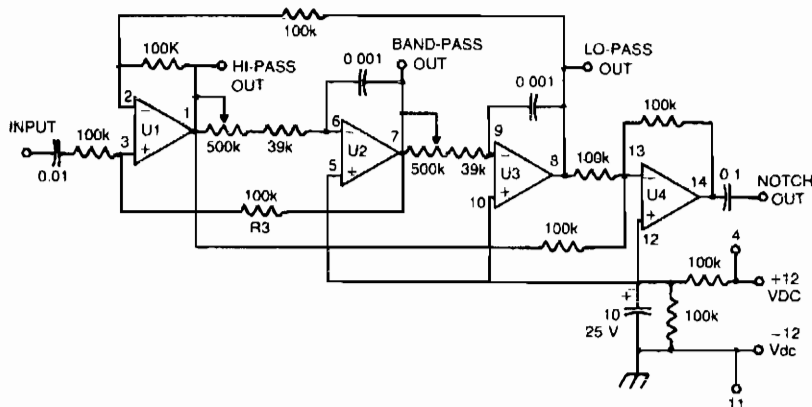 100k
100K
HI-PASS
OUT
0 001
BAND-PASS
OUT
0 001
LO-PASS
OUT
INPUT
0.01
100k
2
3
1
U1
500k
39k
6
5
7
U2
500k
39k
9
10
8
U3
100k
100k
13
12
14
U4
0 1
NOTCH
OUT
100k
R3
100k
4
100k
+12
VDC
+
10
25 V
100k
-12
Vdc
11